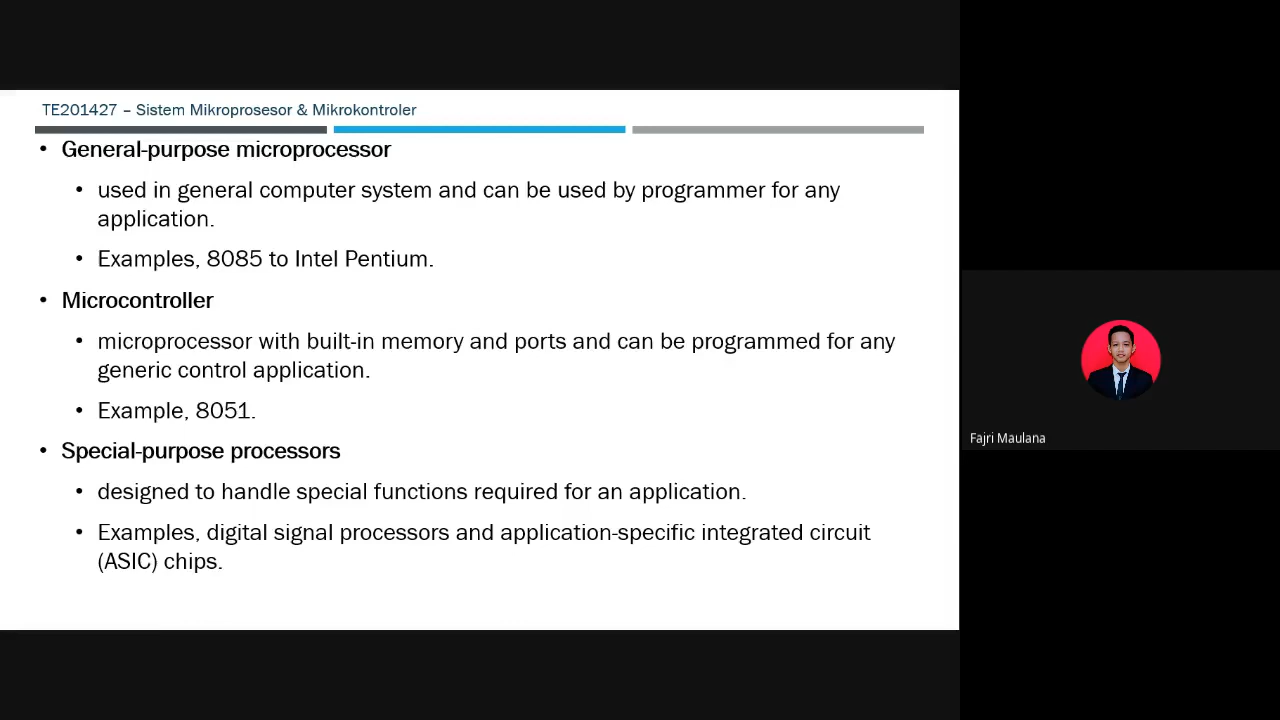 TE201427 – Sistem Mikroprosesor & Mikrokontroler
• General-purpose microprocessor
• used in general computer system and can be used by programmer for any
application.
• Examples, 8085 to Intel Pentium.
• Microcontroller
• microprocessor with built-in memory and ports and can be programmed for any
generic control application.
• Example, 8051.
• Special-purpose processors
• designed to handle special functions required for an application.
• Examples, digital signal processors and application-specific integrated circuit
(ASIC) chips.
Fajri Maulana